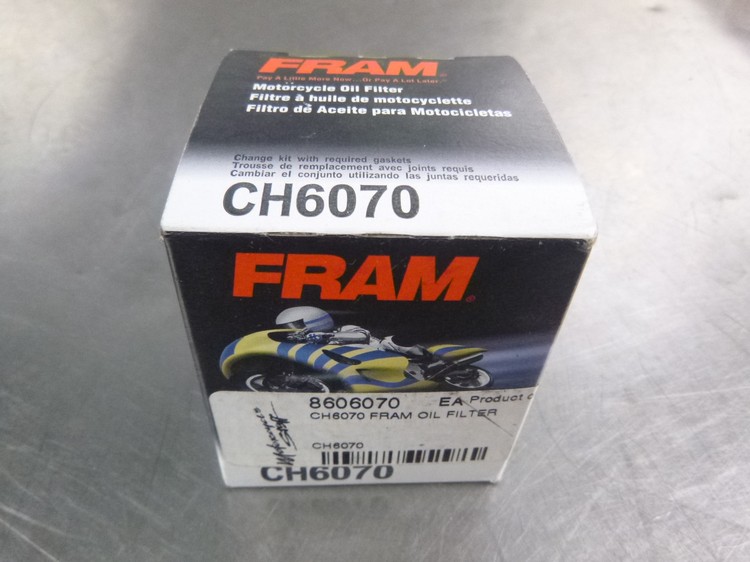 FRAM
Pay A Little More Now...Or Pay A Lot Later.
Motorcycle Oil Filter
Filtre à huile de motocyclette
Filtro de Aceite para Motocicletas
Change kit with required gaskets
Trousse de remplacement avec joints requis
Cambiar el conjunto utilizando las juntas requeridas
CH6070
FRAM
8606070 EA Product
CH6070 FRAM OIL FILTER
CH6070
CH6070